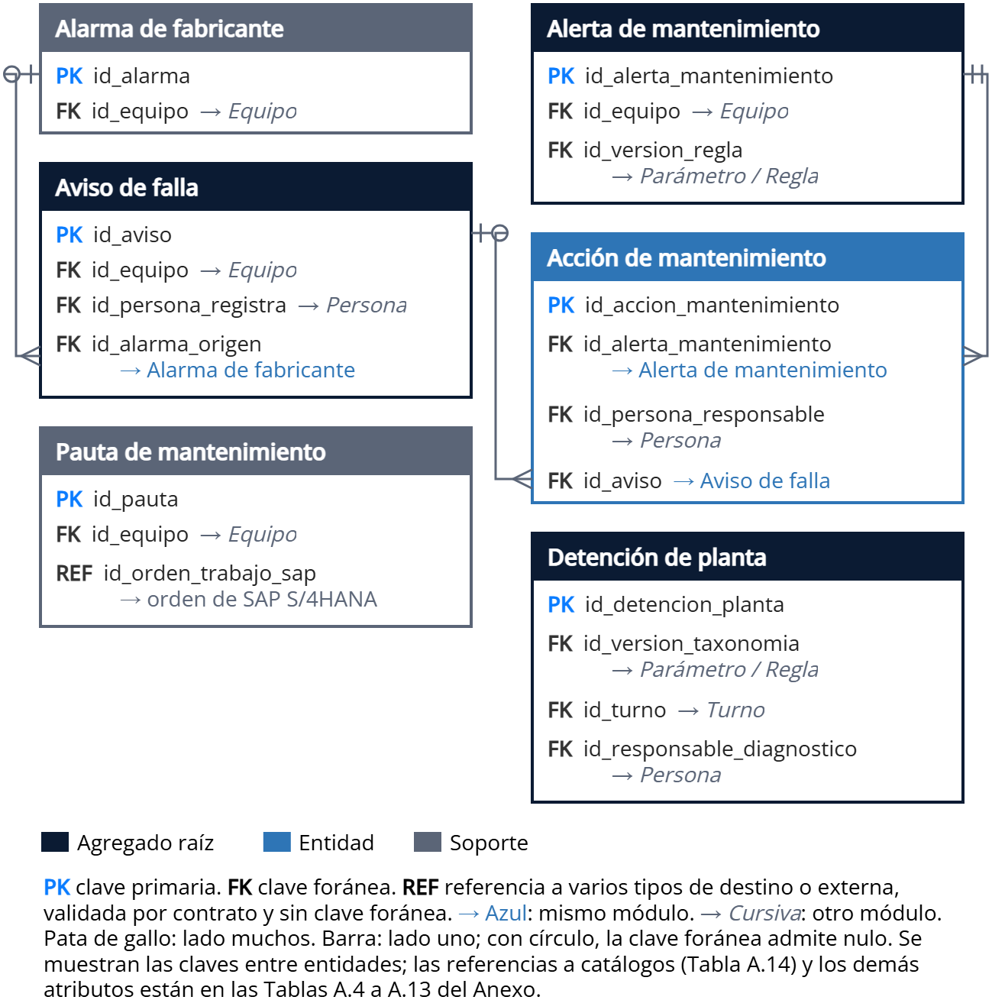 Alarma de fabricante
PK id_alarma
FK id_equipo → Equipo
Aviso de falla
PK id_aviso
FK id_equipo → Equipo
FK id_persona_registra → Persona
FK id_alarma_origen
→ Alarma de fabricante
Pauta de mantenimiento
PK id_pauta
FK id_equipo → Equipo
REF id_orden_trabajo_sap
→ orden de SAP S/4HANA
Alerta de mantenimiento
PK id_alerta_mantenimiento
FK id_equipo → Equipo
FK id_version_regla
→ Parámetro / Regla
Acción de mantenimiento
PK id_accion_mantenimiento
FK id_alerta_mantenimiento
→ Alerta de mantenimiento
FK id_persona_responsable
→ Persona
FK id_aviso → Aviso de falla
Detención de planta
PK id_detencion_planta
FK id_version_taxonomia
→ Parámetro / Regla
FK id_turno → Turno
FK id_responsable_diagnostico
→ Persona
Agregado raíz Entidad Soporte
PK clave primaria. FK clave foránea. REF referencia a varios tipos de destino o externa,
validada por contrato y sin clave foránea. → Azul: mismo módulo. → Cursiva: otro módulo.
Pata de gallo: lado muchos. Barra: lado uno; con círculo, la clave foránea admite nulo. Se
muestran las claves entre entidades; las referencias a catálogos (Tabla A.14) y los demás
atributos están en las Tablas A.4 a A.13 del Anexo.